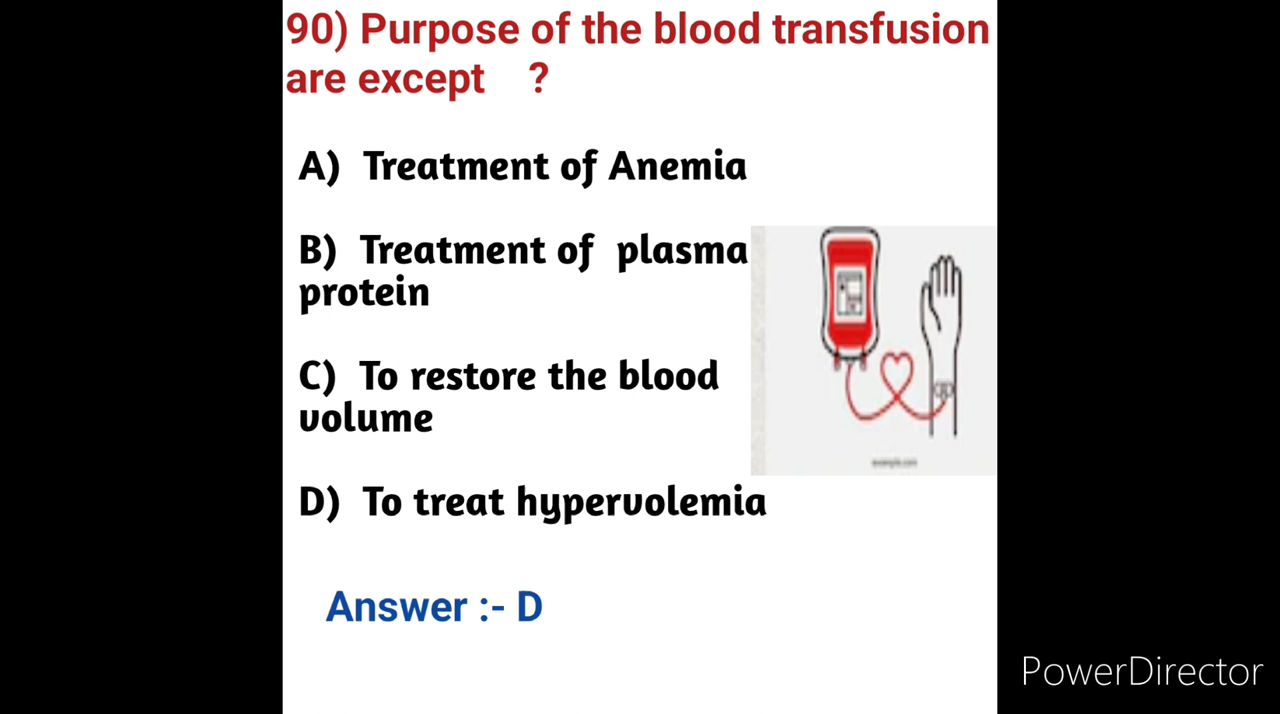 90) Purpose of the blood transfusion
are except ?
A) Treatment of Anemia
B) Treatment of plasma
protein
C) To restore the blood
volume
D) To treat hypervolemia
Answer :- D
PowerDirector